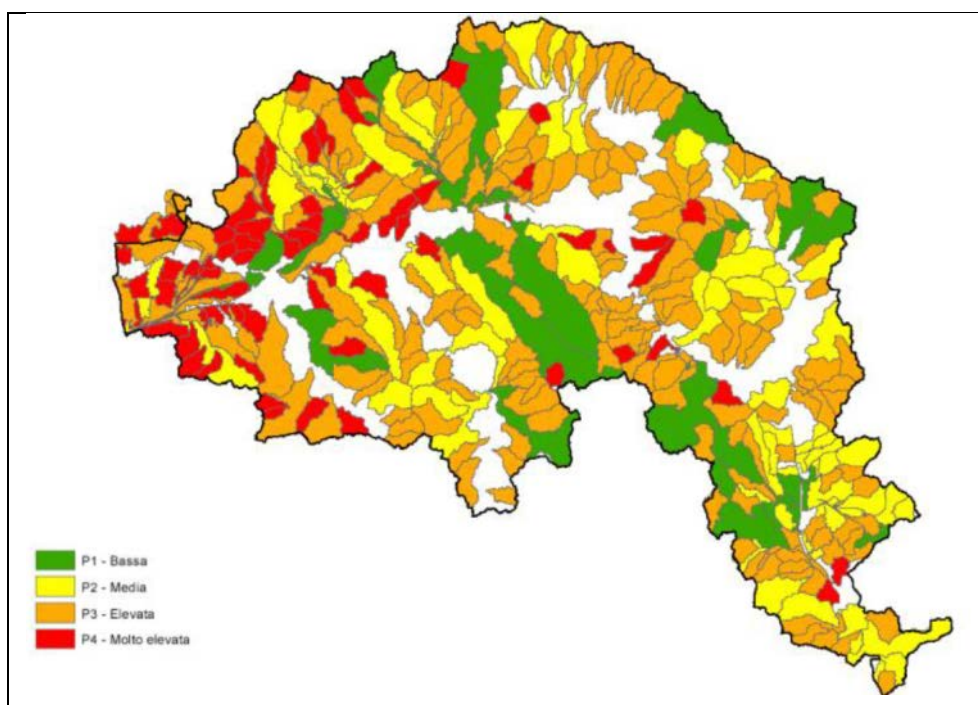 P1 - Bassa
P2 - Media
P3 - Elevata
P4 - Molto elevata